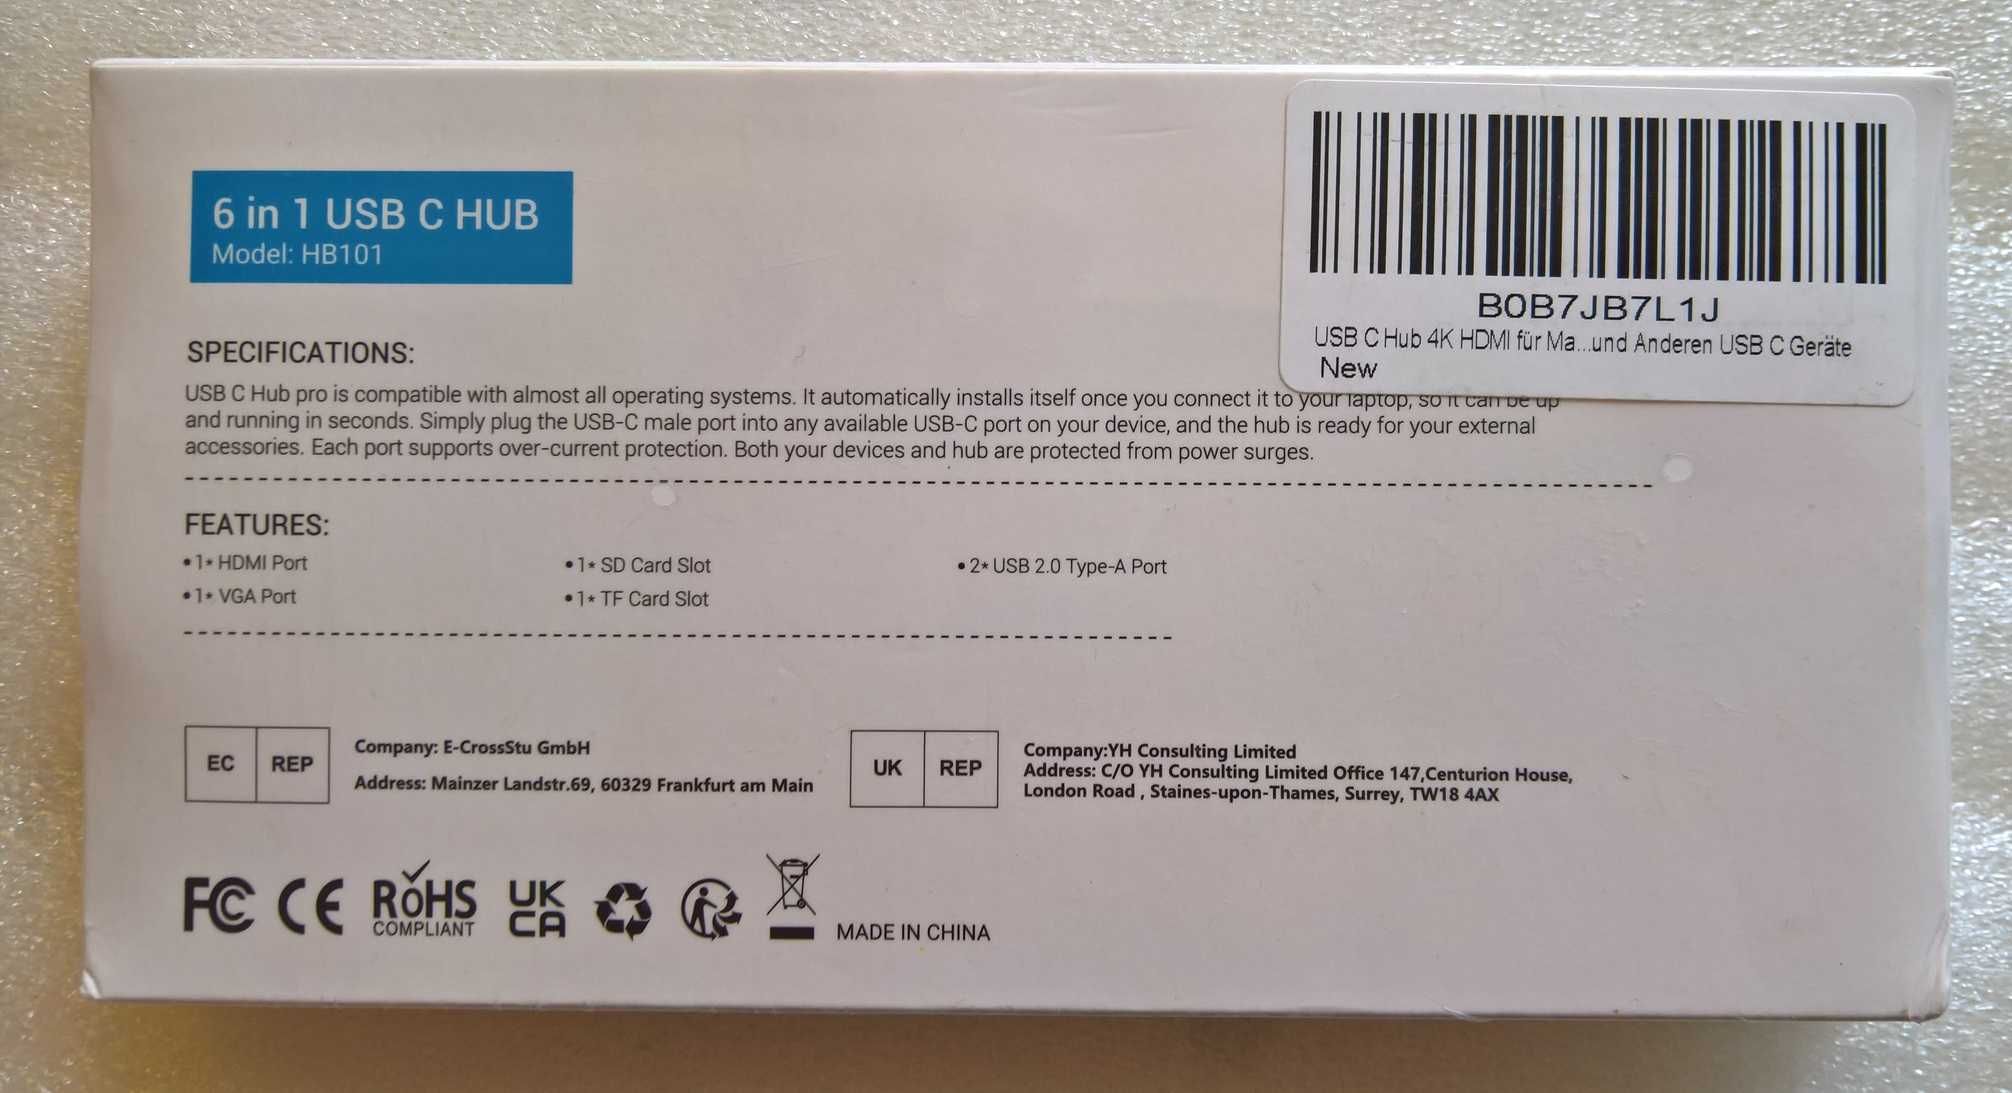 6 in 1 USB C HUB
Model: HB101
B0B7JB7L1J
USB C Hub 4K HDMI für Ma...und Anderen USB C Geräte
New
SPECIFICATIONS:
USB C Hub pro is compatible with almost all operating systems. It automatically installs itself once you connect it to your laptop, so it can be up
and running in seconds. Simply plug the USB-C male port into any available USB-C port on your device, and the hub is ready for your external
accessories. Each port supports over-current protection. Both your devices and hub are protected from power surges.
FEATURES:
•1* HDMI Port
•1* VGA Port
•1* SD Card Slot
•1* TF Card Slot
•2* USB 2.0 Type-A Port
EC REP
Company: E-CrossStu GmbH
Address: Mainzer Landstr.69, 60329 Frankfurt am Main
UK REP
Company:YH Consulting Limited
Address: C/O YH Consulting Limited Office 147,Centurion House,
London Road , Staines-upon-Thames, Surrey, TW18 4AX
FC CE RoHS COMPLIANT UK CA
MADE IN CHINA